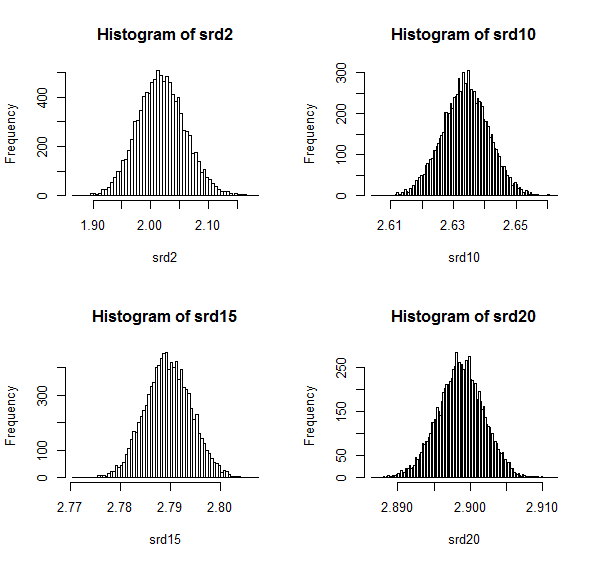 Histogram of srd2
Frequency
0 200 400
1.90 2.00 2.10
srd2
Histogram of srd10
Frequency
0 100 200 300
2.61 2.63 2.65
srd10
Histogram of srd15
Frequency
0 100 300
2.77 2.78 2.79 2.80
srd15
Histogram of srd20
Frequency
0 50 150 250
2.890 2.900 2.910
srd20